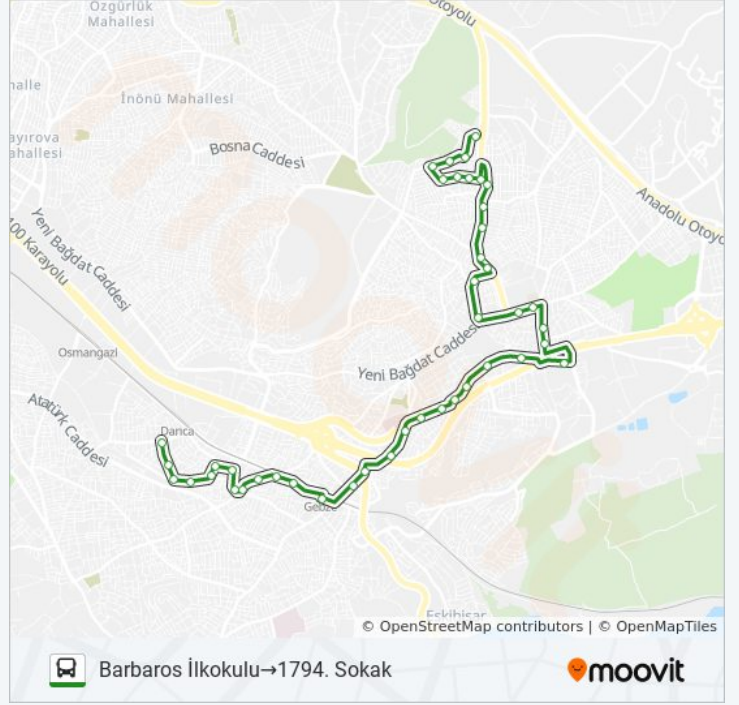 Otoyolu
Özgürlük
Mahallesi
halle
İnönü Mahallesi
ayırova
ahallesi
Bosna Caddesi
Anadolu Otoyo
Yeni Bağdat Caddesi
100 Karayolu
Osmangazi
Yeni Bağdat Caddesi
Atatürk Caddesi
Darıca
Gebze
Eskihisar
© OpenStreetMap contributors | © OpenMapTiles
Barbaros İlkokulu→1794. Sokak
moovit